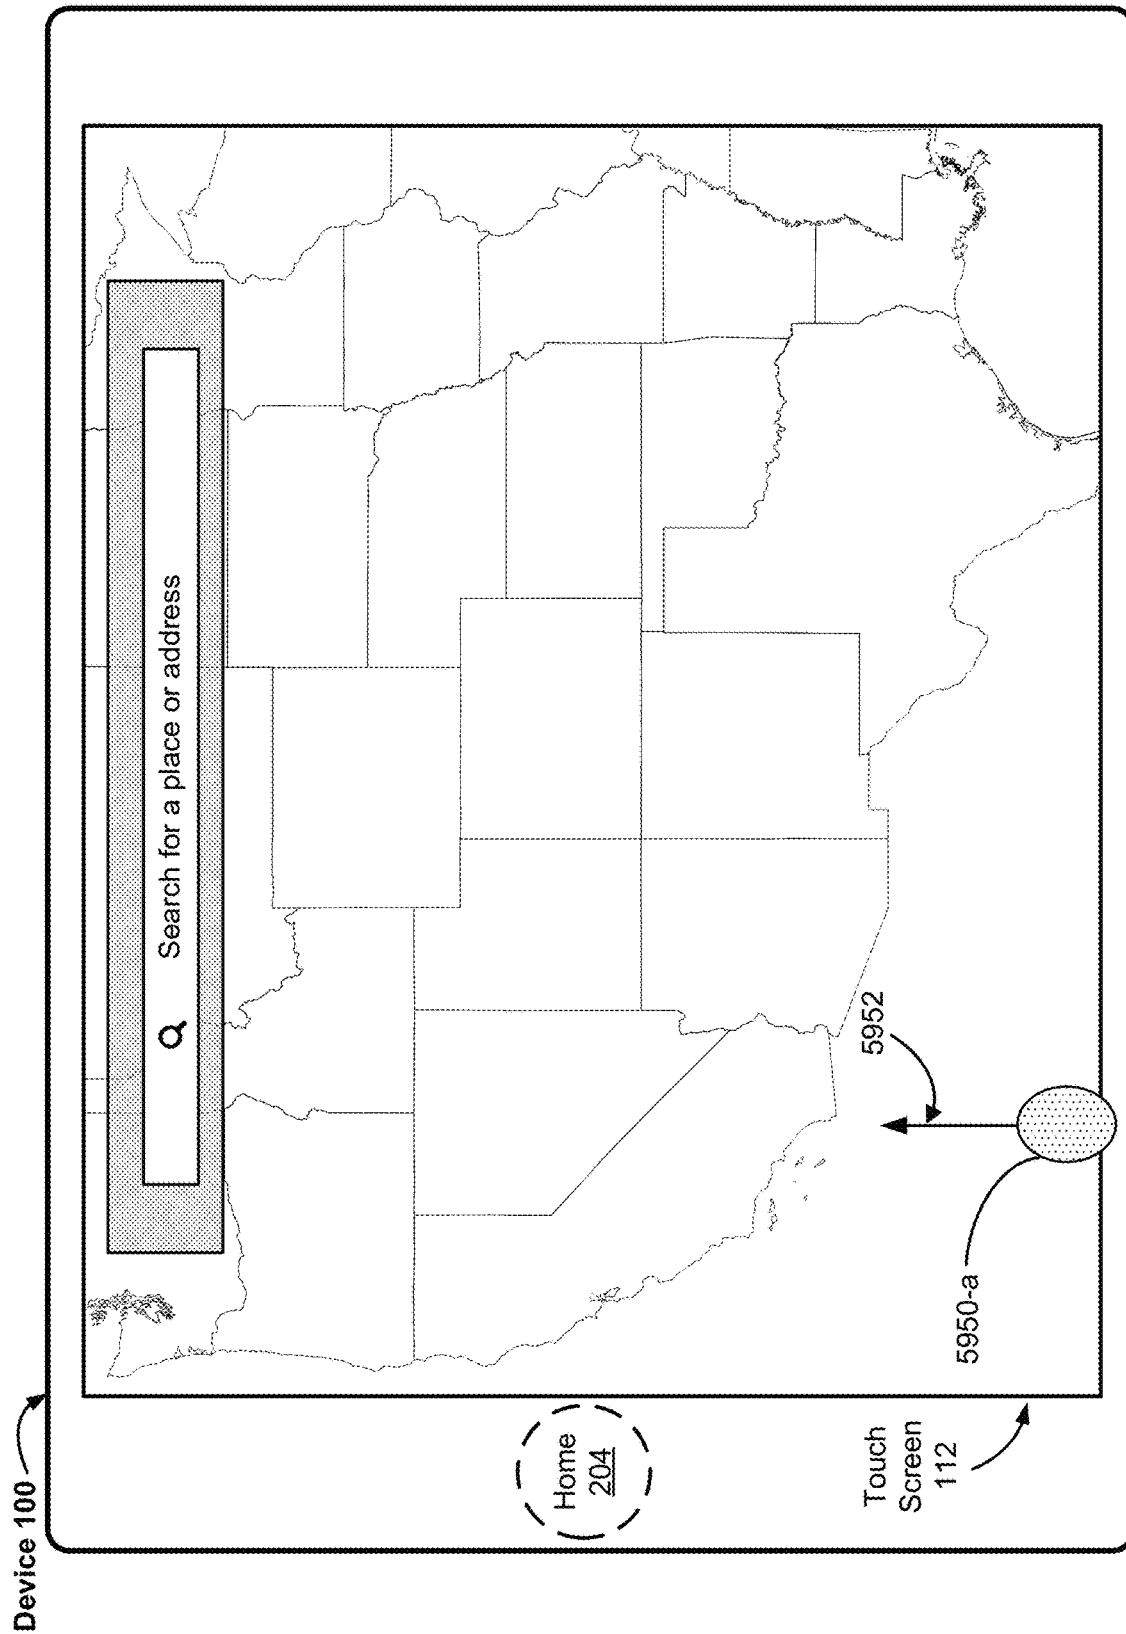 Device 100
Search for a place or address
Home
204
Touch
Screen
112
5950-a
5952